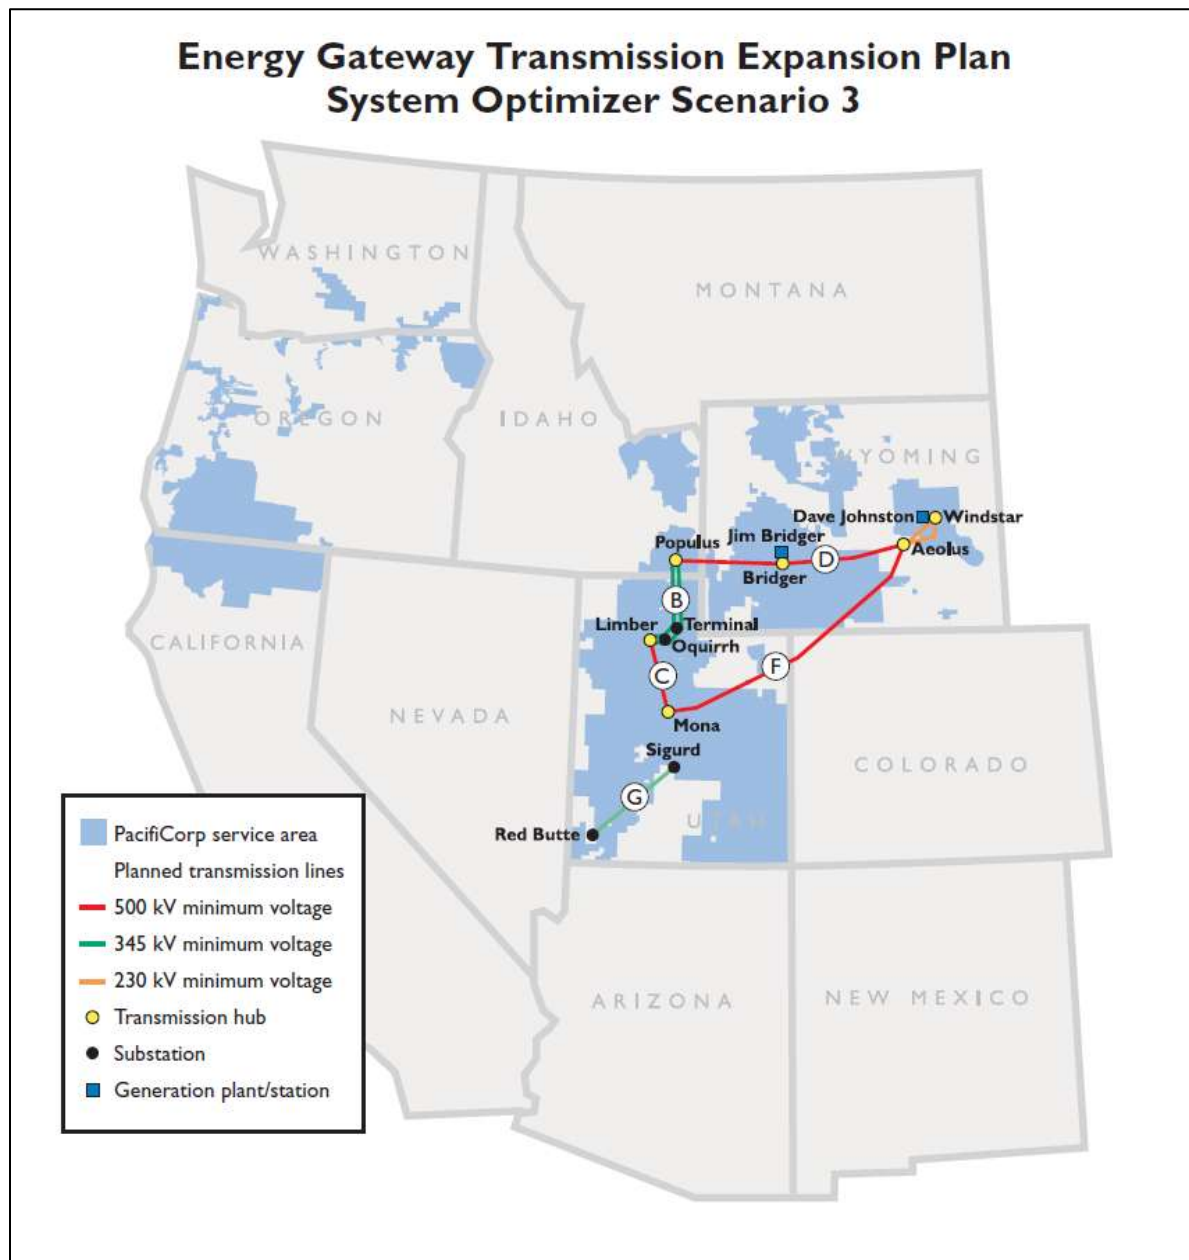 Energy Gateway Transmission Expansion Plan
System Optimizer Scenario 3
WASHINGTON
MONTANA
OREGON
IDAHO
WYOMING
Dave Johnston
Windstar
Jim Bridger
Populus
D
Aeolus
Bridger
B
Limber
Terminal
CALIFORNIA
Oquirrh
F
C
NEVADA
Mona
Sigurd
COLORADO
G
UTAH
Red Butte
PacifiCorp service area
Planned transmission lines
500 kV minimum voltage
345 kV minimum voltage
230 kV minimum voltage
Transmission hub
Substation
Generation plant/station
ARIZONA
NEW MEXICO